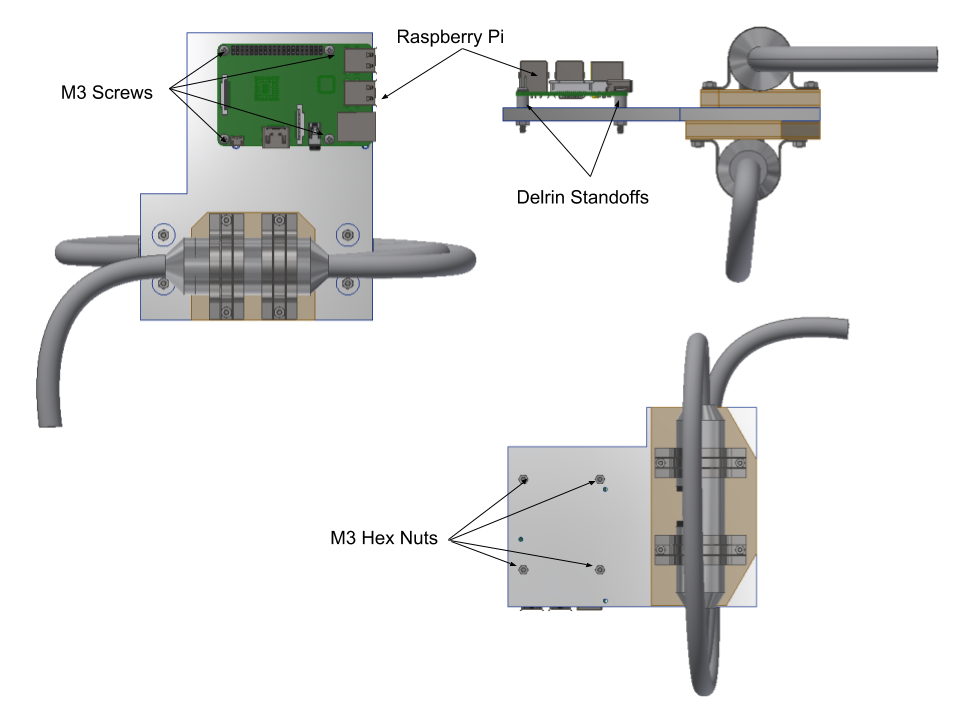 Raspberry Pi
M3 Screws
Delrin Standoffs
M3 Hex Nuts